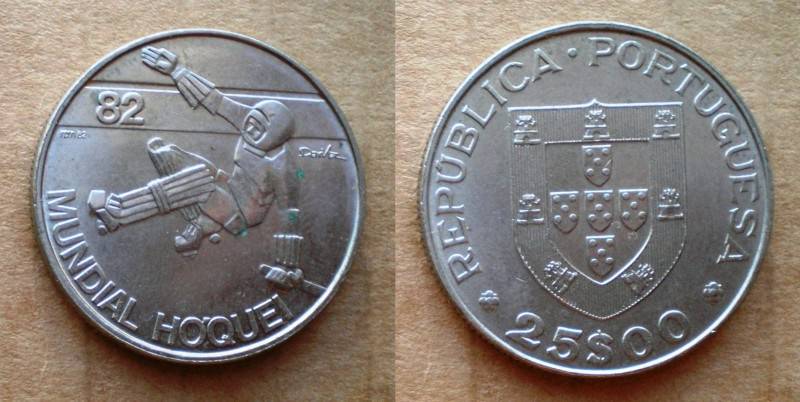 82
MUNDIAL HOQUEI
REPÚBLICA · PORTUGUESA
25$00